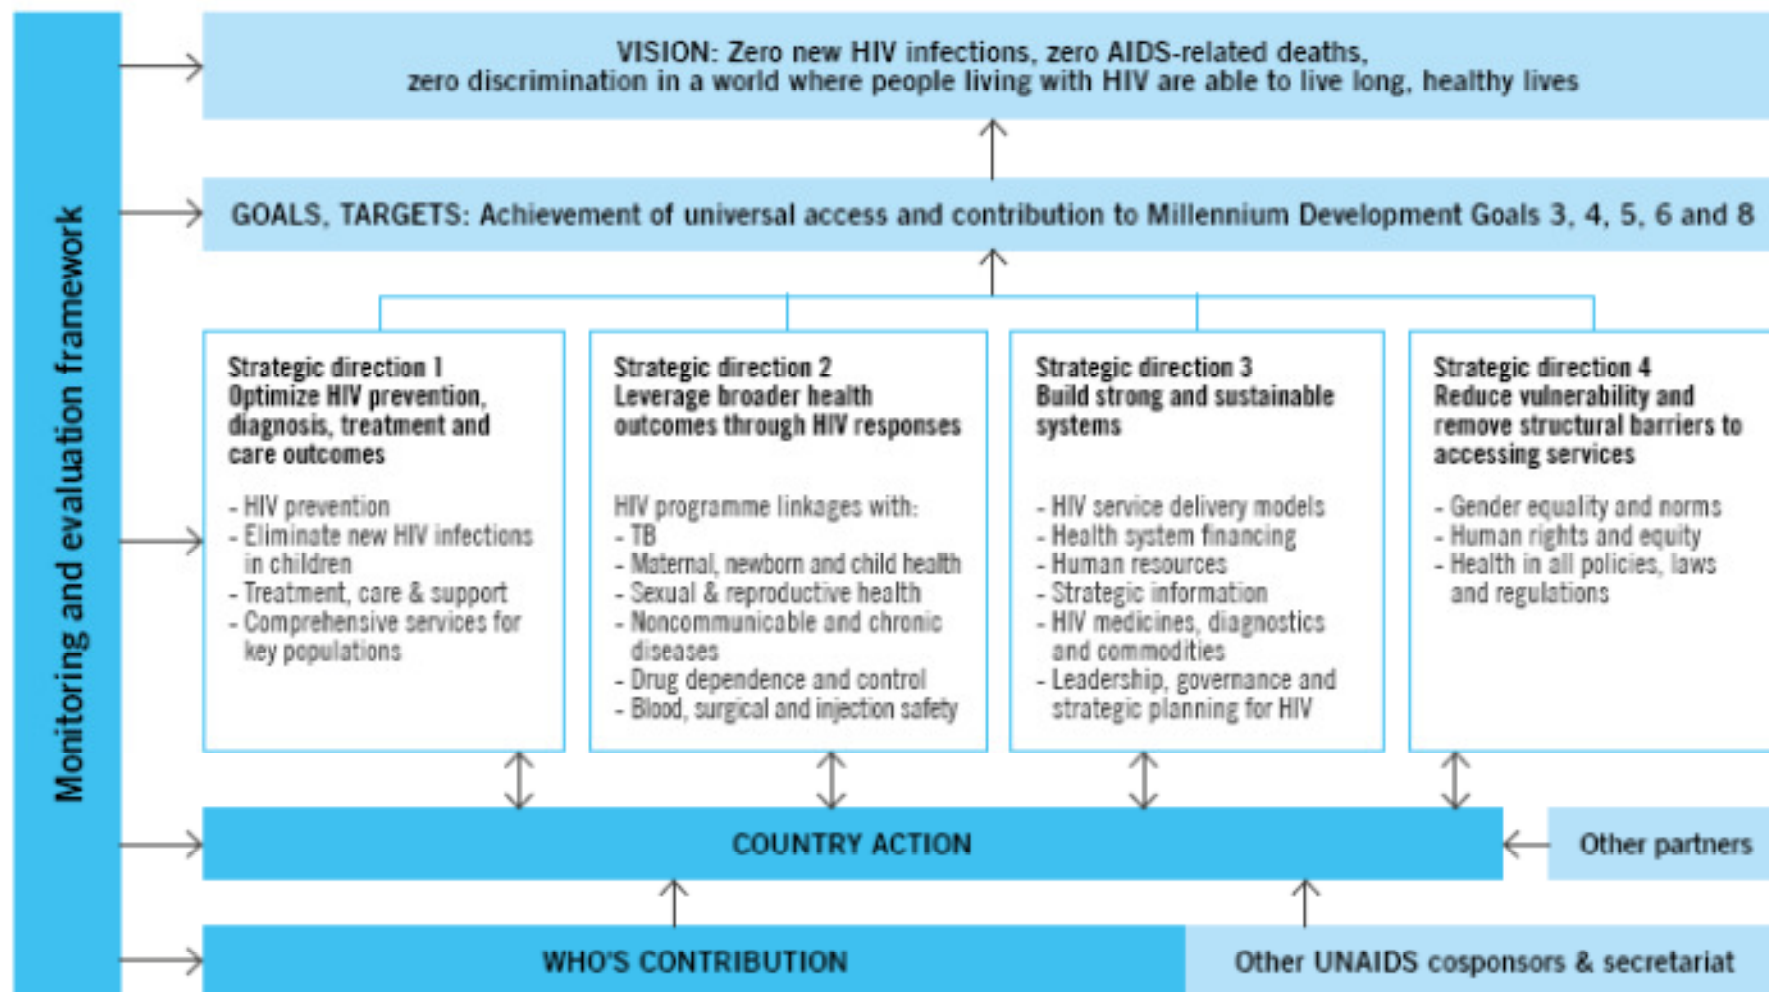 Monitoring and evaluation framework
VISION: Zero new HIV infections, zero AIDS-related deaths,
zero discrimination in a world where people living with HIV are able to live long, healthy lives
GOALS, TARGETS: Achievement of universal access and contribution to Millennium Development Goals 3, 4, 5, 6 and 8
Strategic direction 1
Optimize HIV prevention,
diagnosis, treatment and
care outcomes
- HIV prevention
- Eliminate new HIV infections
in children
- Treatment, care & support
- Comprehensive services for
key populations
Strategic direction 2
Leverage broader health
outcomes through HIV responses
HIV programme linkages with:
- TB
- Maternal, newborn and child health
- Sexual & reproductive health
- Noncommunicable and chronic
diseases
- Drug dependence and control
- Blood, surgical and injection safety
Strategic direction 3
Build strong and sustainable
systems
- HIV service delivery models
- Health system financing
- Human resources
- Strategic information
- HIV medicines, diagnostics
and commodities
- Leadership, governance and
strategic planning for HIV
Strategic direction 4
Reduce vulnerability and
remove structural barriers to
accessing services
- Gender equality and norms
- Human rights and equity
- Health in all policies, laws
and regulations
COUNTRY ACTION
Other partners
WHO'S CONTRIBUTION
Other UNAIDS cosponsors & secretariat